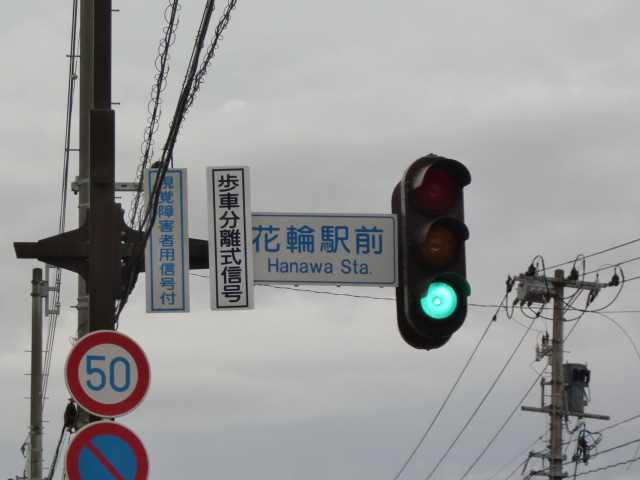 視覚障害者用信号付
歩車分離式信号
花輪駅前
Hanawa Sta.
50